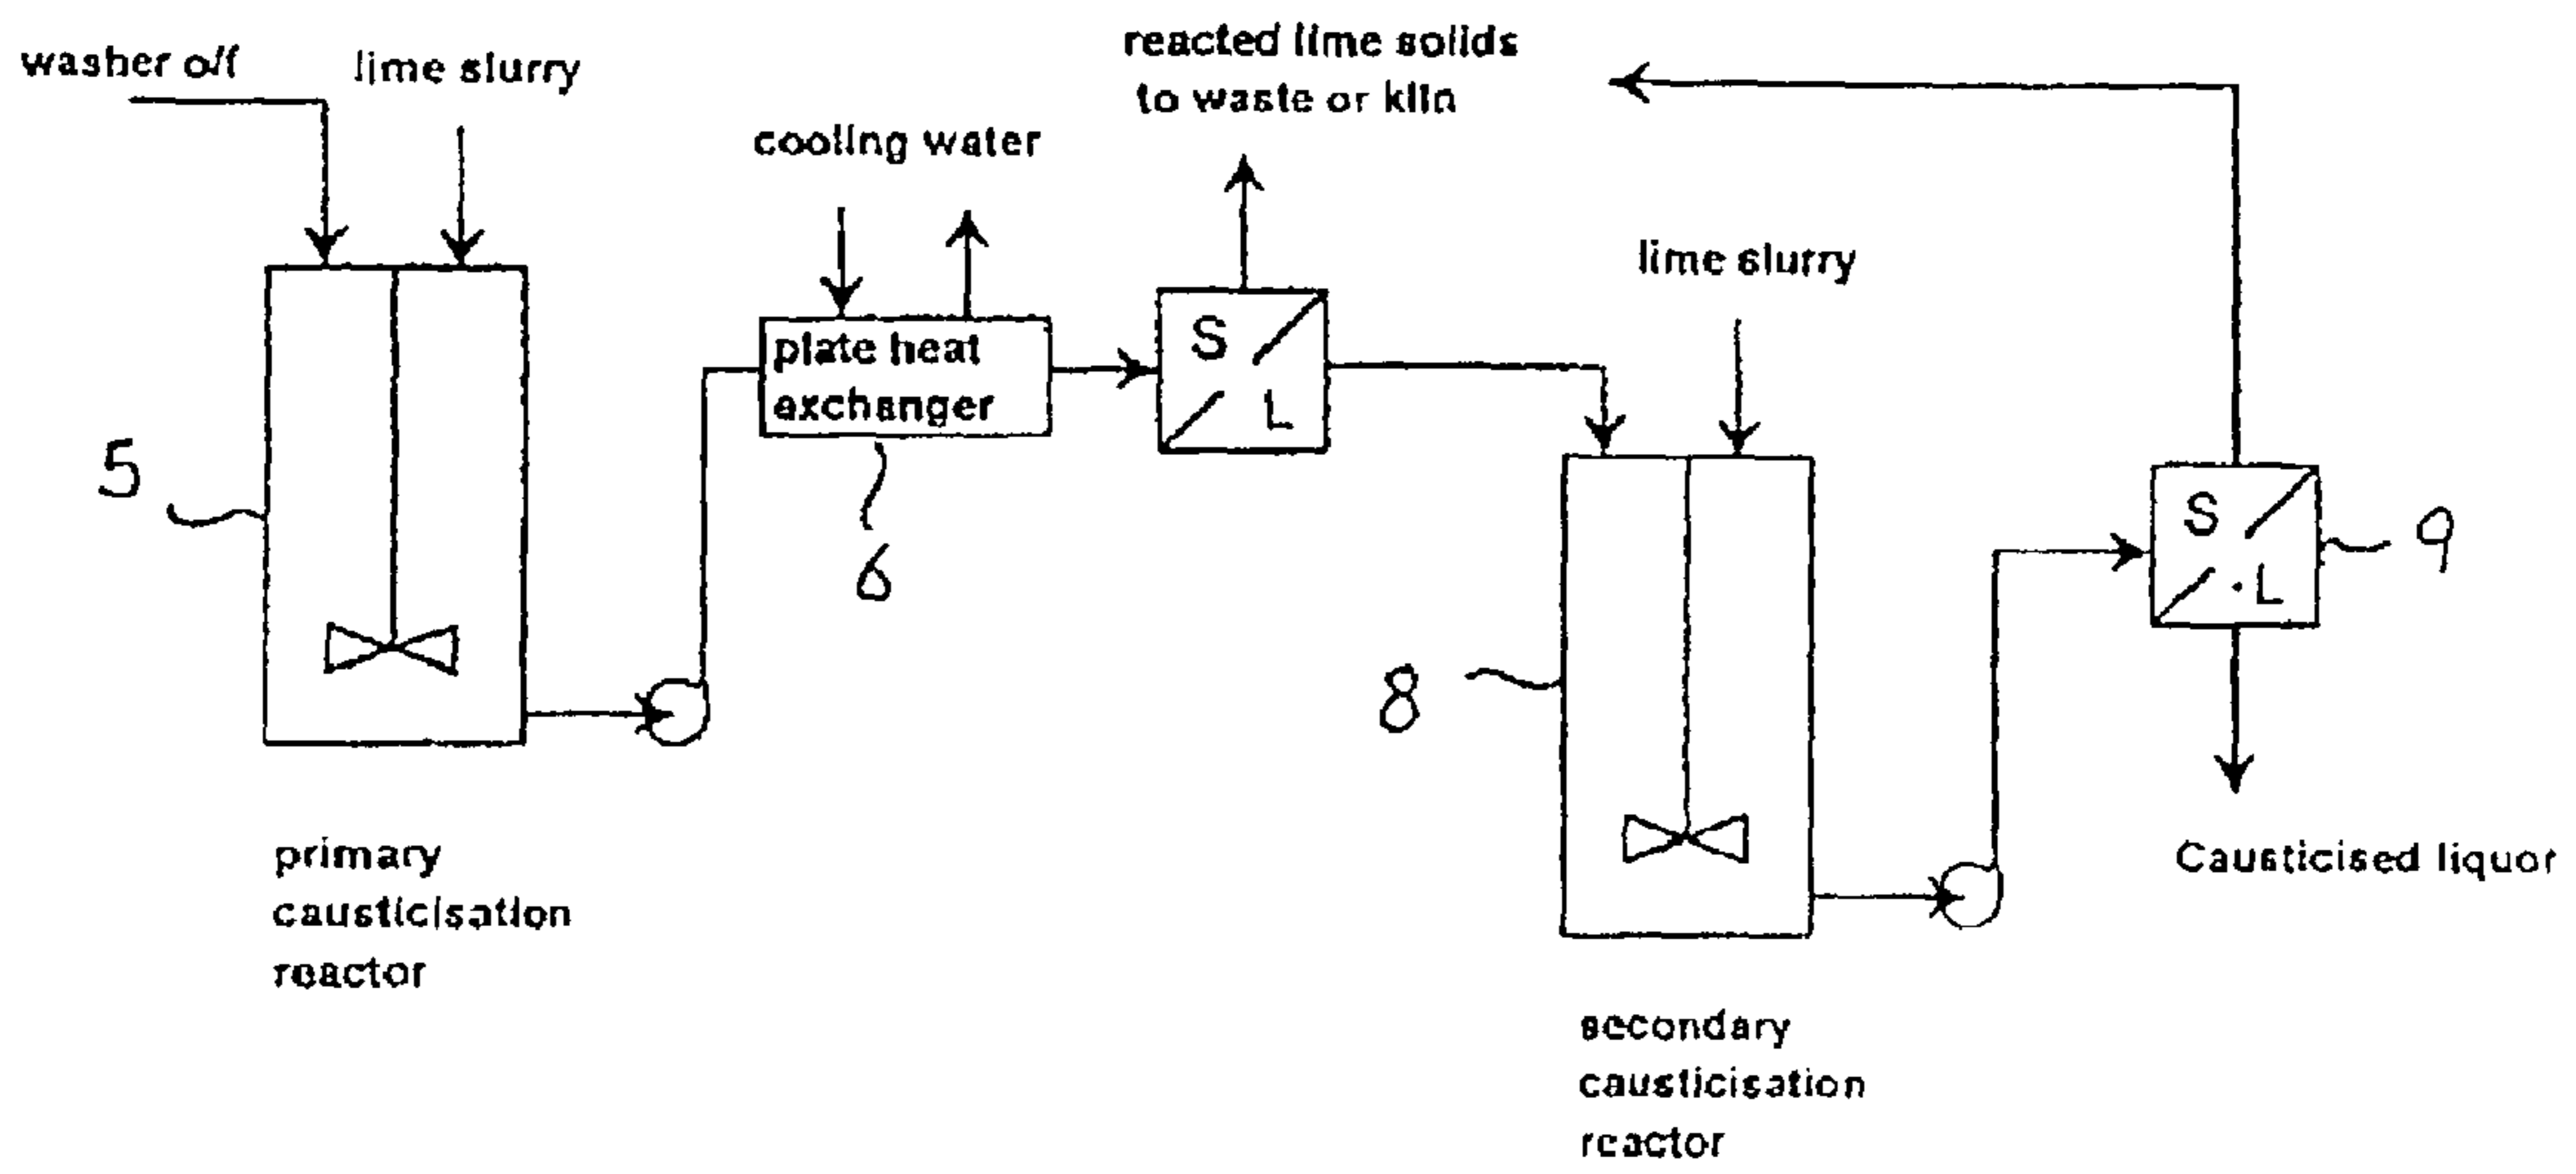 washer o/f
lime slurry
reacted lime solids
to waste or kiln
cooling water
lime slurry
plate heat
exchanger
S
L
5
6
S
L
9
8
Causticised liquor
primary
causticisation
reactor
secondary
causticisation
reactor